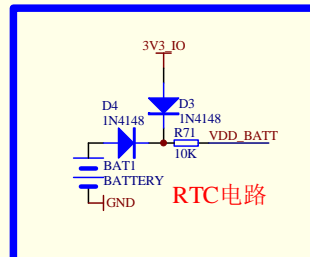 3V3_IO
D4
1N4148
D3
1N4148
R71
10K
VDD_BATT
BAT1
BATTERY
GND
RTC电路